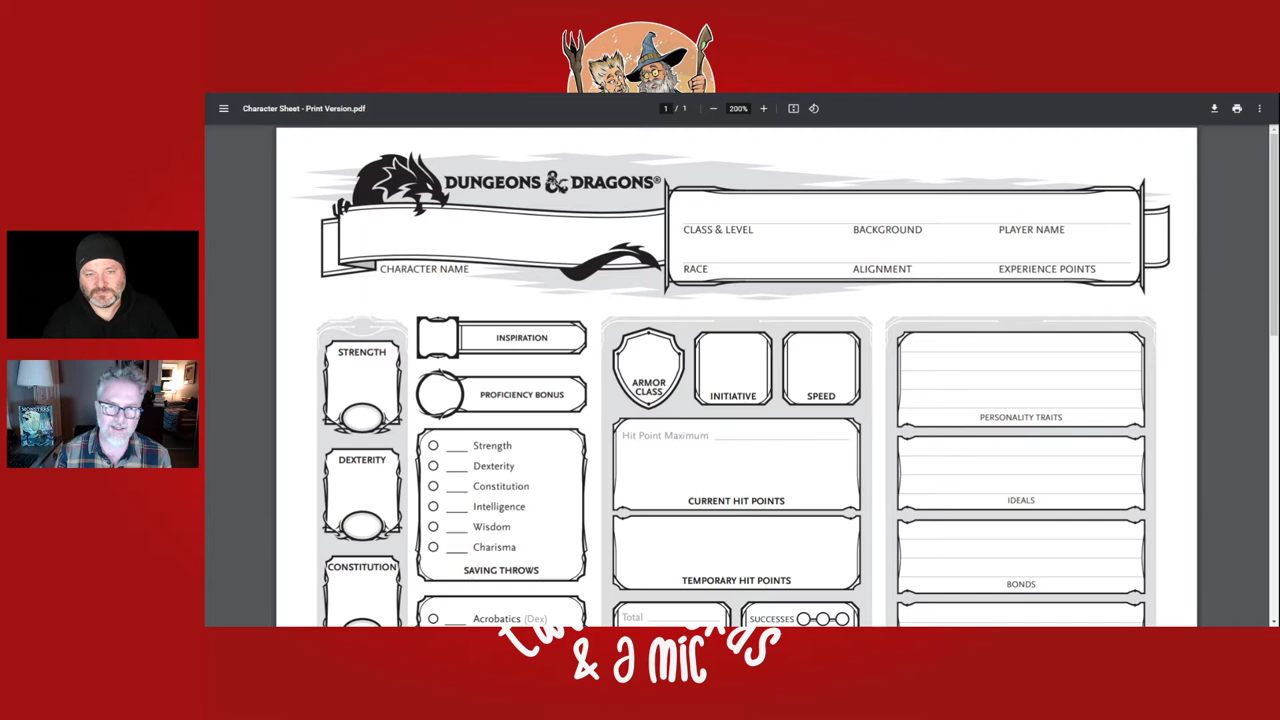 Character Sheet - Print Version.pdf
1 / 1
200%
DUNGEONS & DRAGONS®
CLASS & LEVEL
BACKGROUND
PLAYER NAME
CHARACTER NAME
RACE
ALIGNMENT
EXPERIENCE POINTS
STRENGTH
INSPIRATION
ARMOR
CLASS
INITIATIVE
SPEED
PROFICIENCY BONUS
PERSONALITY TRAITS
Hit Point Maximum
CURRENT HIT POINTS
DEXTERITY
Strength
Dexterity
Constitution
Intelligence
Wisdom
Charisma
SAVING THROWS
IDEALS
BONDS
CONSTITUTION
TEMPORARY HIT POINTS
Acrobatics (Dex)
Total
SUCCESSES
MONSTERS
& a mic